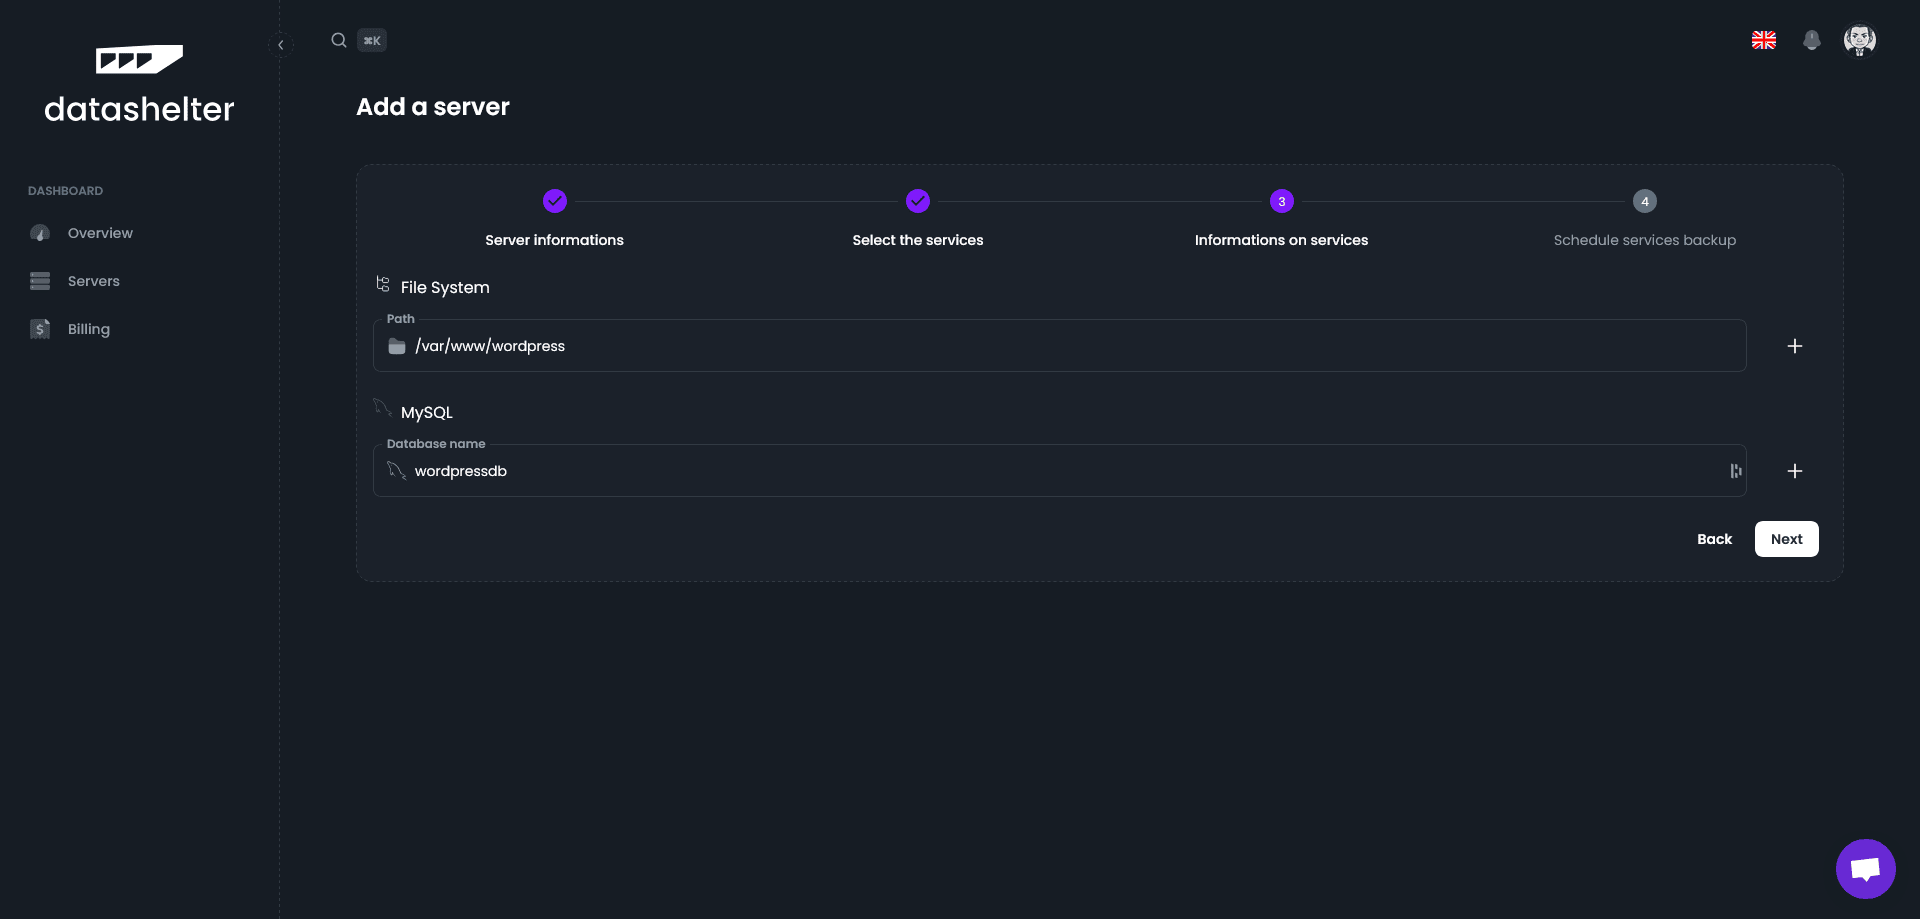 ⌘K
datashelter
Add a server
DASHBOARD
Overview
Servers
Billing
3
4
Server informations
Select the services
Informations on services
Schedule services backup
File System
Path
/var/www/wordpress
MySQL
Database name
wordpressdb
Back
Next